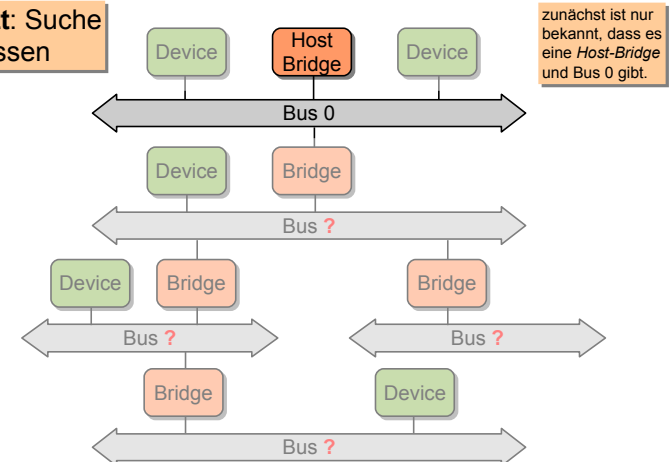 t: Suche
ssen
zunächst ist nur
bekannt, dass es
eine Host-Bridge
und Bus 0 gibt.
Device
Host
Bridge
Device
Bus 0
Device
Bridge
Bus ?
Device
Bridge
Bridge
Bus ?
Bus ?
Bridge
Device
Bus ?